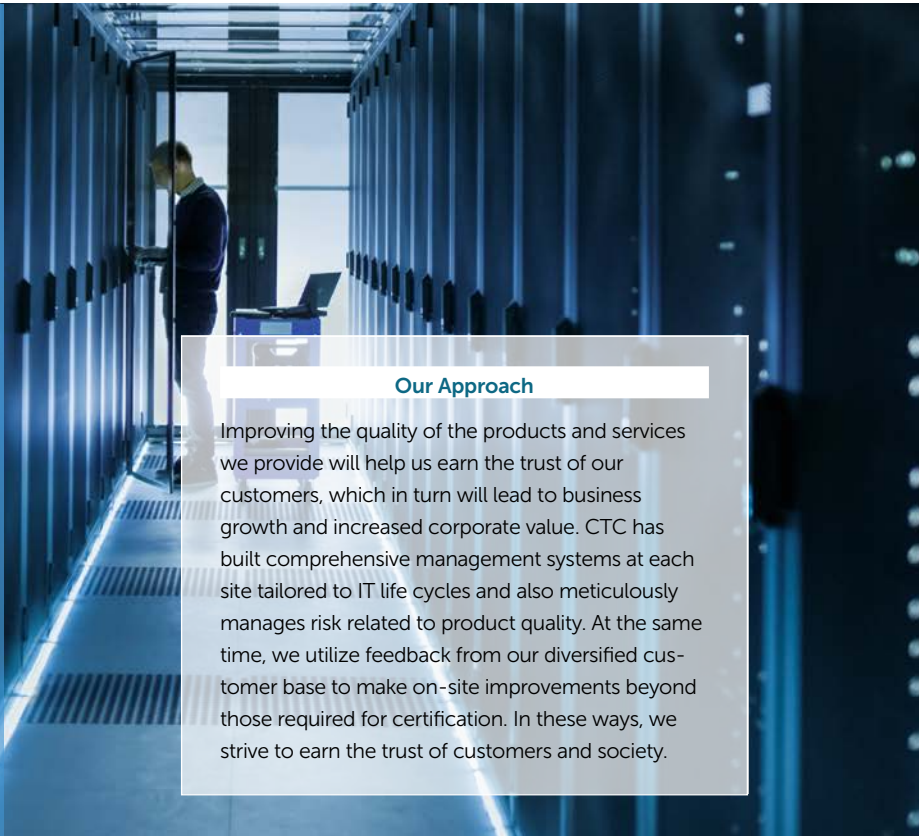 Our Approach
Improving the quality of the products and services
we provide will help us earn the trust of our
customers, which in turn will lead to business
growth and increased corporate value. CTC has
built comprehensive management systems at each
site tailored to IT life cycles and also meticulously
manages risk related to product quality. At the same
time, we utilize feedback from our diversified cus-
tomer base to make on-site improvements beyond
those required for certification. In these ways, we
strive to earn the trust of customers and society.